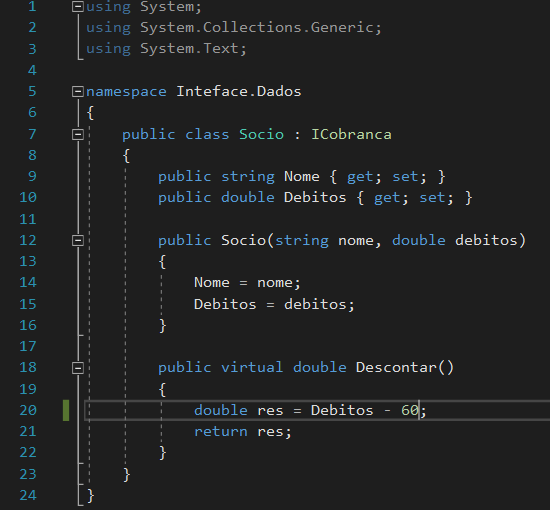 1 using System;
2 using System.Collections.Generic;
3 using System.Text;
4
5 namespace Inteface.Dados
6 {
7 public class Socio : ICobranca
8 {
9 public string Nome { get; set; }
10 public double Debitos { get; set; }
11
12 public Socio(string nome, double debitos)
13 {
14 Nome = nome;
15 Debitos = debitos;
16 }
17
18 public virtual double Descontar()
19 {
20 double res = Debitos - 60;
21 return res;
22 }
23 }
24 }